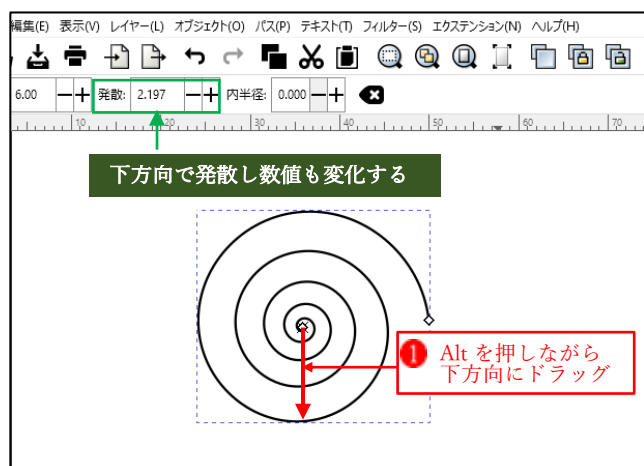 編集(E) 表示(V) レイヤー(L) オブジェクト(O) パス(P) テキスト(T) フィルター(S) エクステンション(N) ヘルプ(H)
6.00 発散: 2.197 内半径: 0.000
10 20 30 40 50 60 70
下方向で発散し数値も変化する
1 Alt を押しながら
下方向にドラッグ